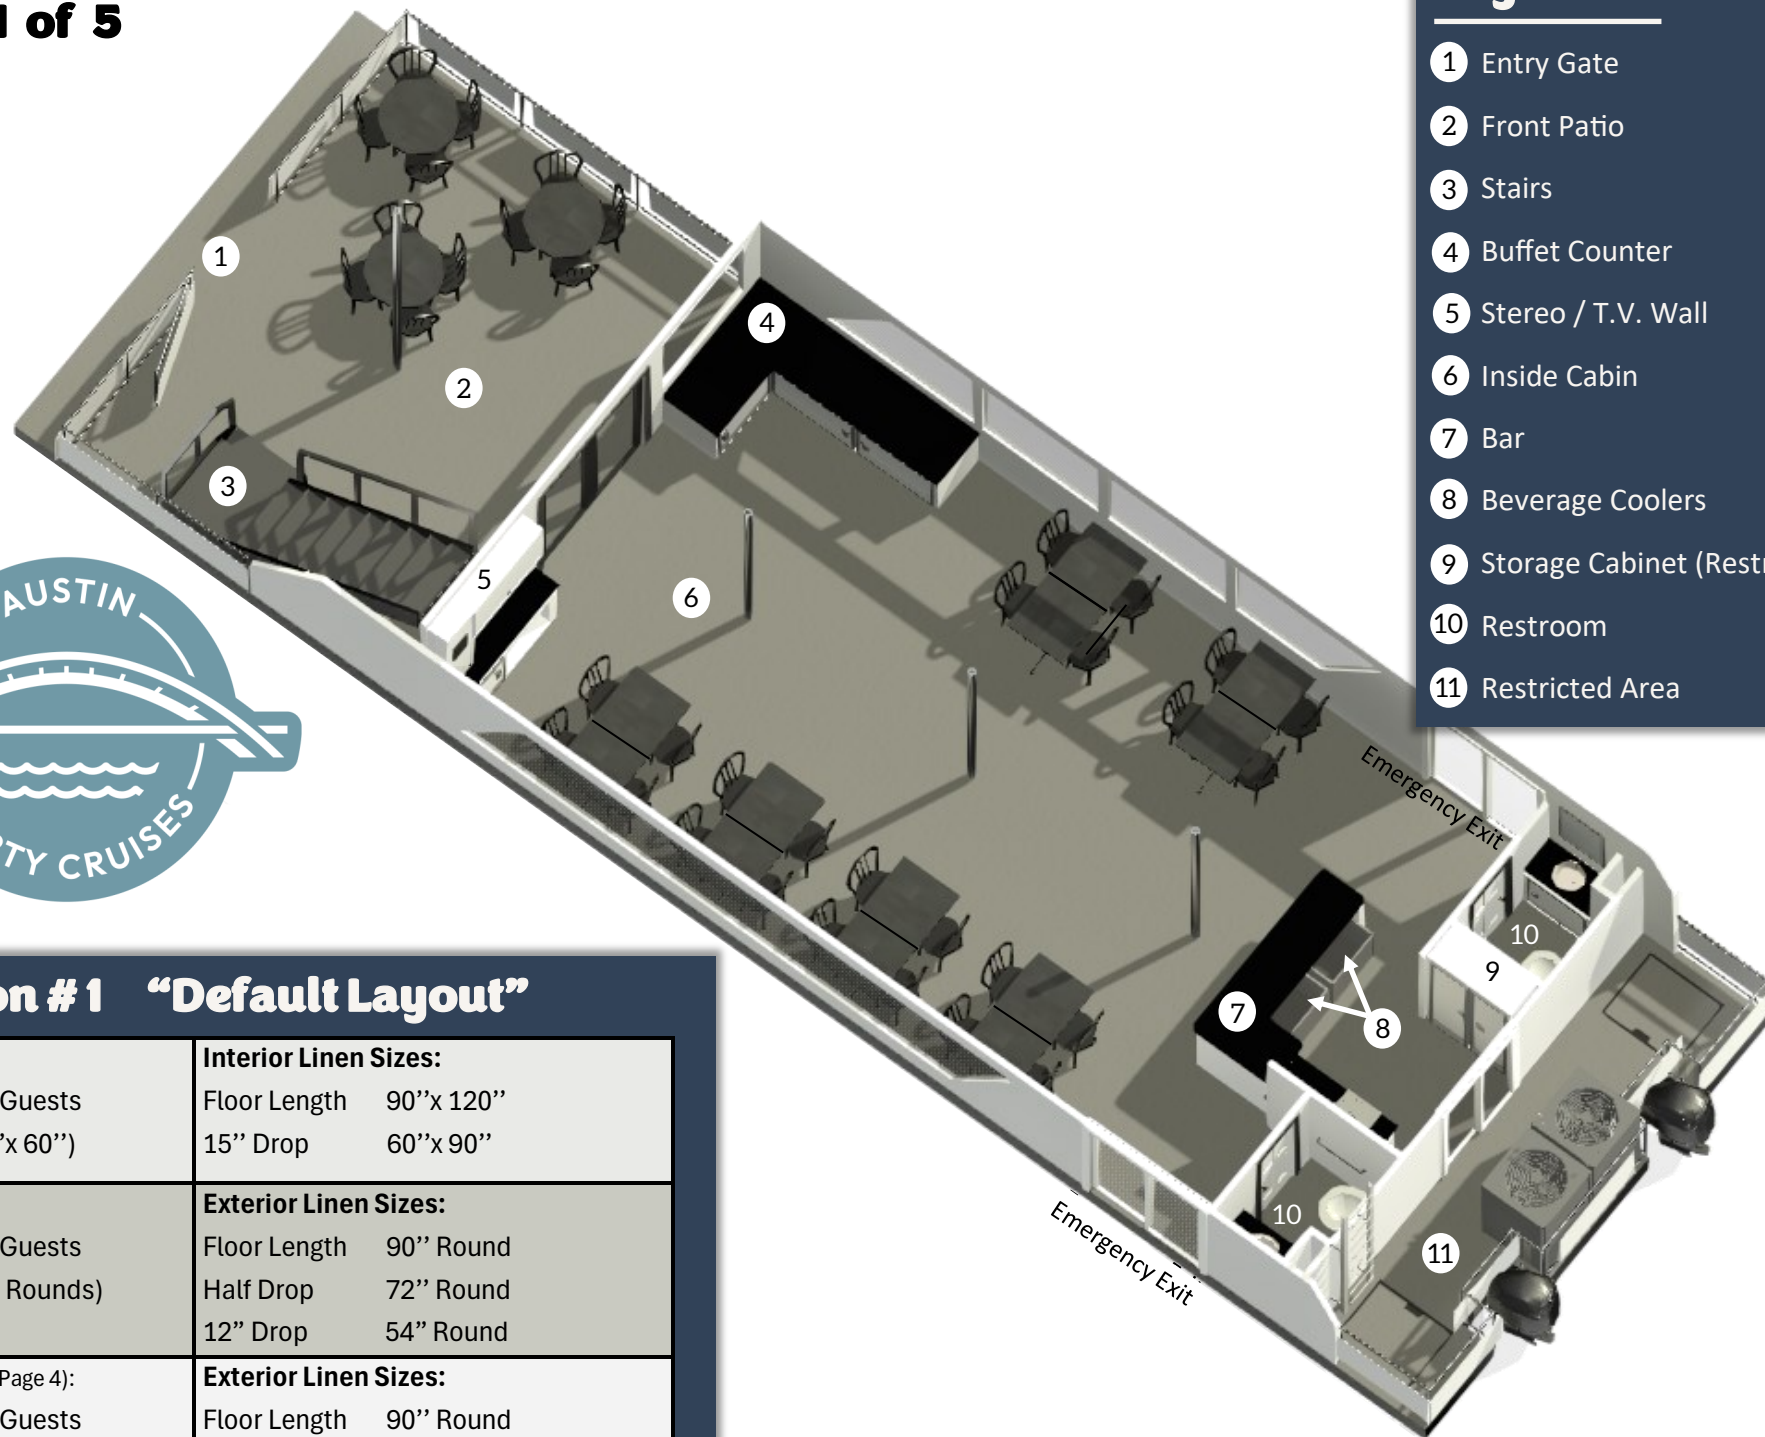 of 5
1 Entry Gate
2 Front Patio
3 Stairs
4 Buffet Counter
5 Stereo / T.V. Wall
6 Inside Cabin
7 Bar
8 Beverage Coolers
9 Storage Cabinet
10 Restroom
11 Restricted Area
1
2
3
4
5
6
7
8
9
10
10
11
Emergency Exit
Emergency Exit
AUSTIN
CRUISES
#1 “Default Layout”
Interior Linen Sizes:
Guests Floor Length 90’’x 120’’
x 60’’) 15’’ Drop 60’’x 90’’
Exterior Linen Sizes:
Guests Floor Length 90’’ Round
Rounds) Half Drop 72’’ Round
12” Drop 54” Round
Page 4): Exterior Linen Sizes:
Guests Floor Length 90’’ Round